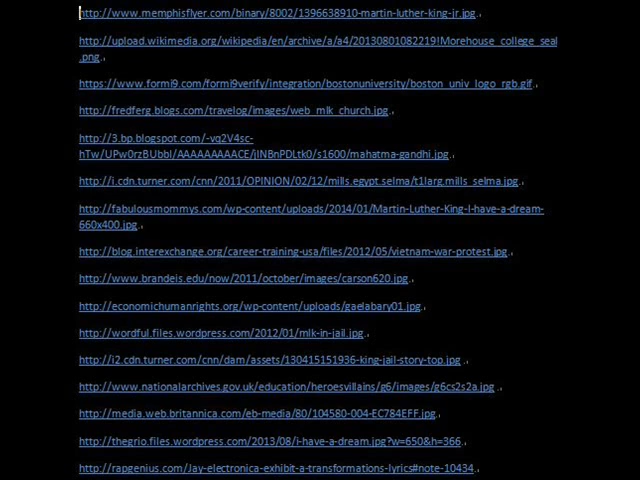 http://www.memphisflyer.com/binary/8002/1396638910-martin-luther-king-jr.jpg.,
http://upload.wikimedia.org/wikipedia/en/archive/a/a4/20130801082219!Morehouse_college_seal
.png.,
https://www.formi9.com/formi9verify/integration/bostonuniversity/boston_univ_logo_rgb.gif.,
http://fredferg.blogs.com/travelog/images/web_mlk_church.jpg.,
http://3.bp.blogspot.com/-vq2V4sc-
hTw/UPw0rzBUbbI/AAAAAAAAACE/jINBnPDLtk0/s1600/mahatma-gandhi.jpg.,
http://i.cdn.turner.com/cnn/2011/OPINION/02/12/mills.egypt.selma/t1larg.mills_selma.jpg.,
http://fabulousmommys.com/wp-content/uploads/2014/01/Martin-Luther-King-I-have-a-dream-
660x400.jpg.,
http://blog.interexchange.org/career-training-usa/files/2012/05/vietnam-war-protest.jpg.,
http://www.brandeis.edu/now/2011/october/images/carson620.jpg.,
http://economichumanrights.org/wp-content/uploads/gaelabary01.jpg.,
http://wordful.files.wordpress.com/2012/01/mlk-in-jail.jpg.,
http://i2.cdn.turner.com/cnn/dam/assets/130415151936-king-jail-story-top.jpg .,
http://www.nationalarchives.gov.uk/education/heroesvillains/g6/images/g6cs2s2a.jpg .,
http://media.web.britannica.com/eb-media/80/104580-004-EC784EFF.jpg.,
http://thegrio.files.wordpress.com/2013/08/i-have-a-dream.jpg?w=650&h=366.,
http://rapgenius.com/Jay-electronica-exhibit-a-transformations-lyrics#note-10434.,